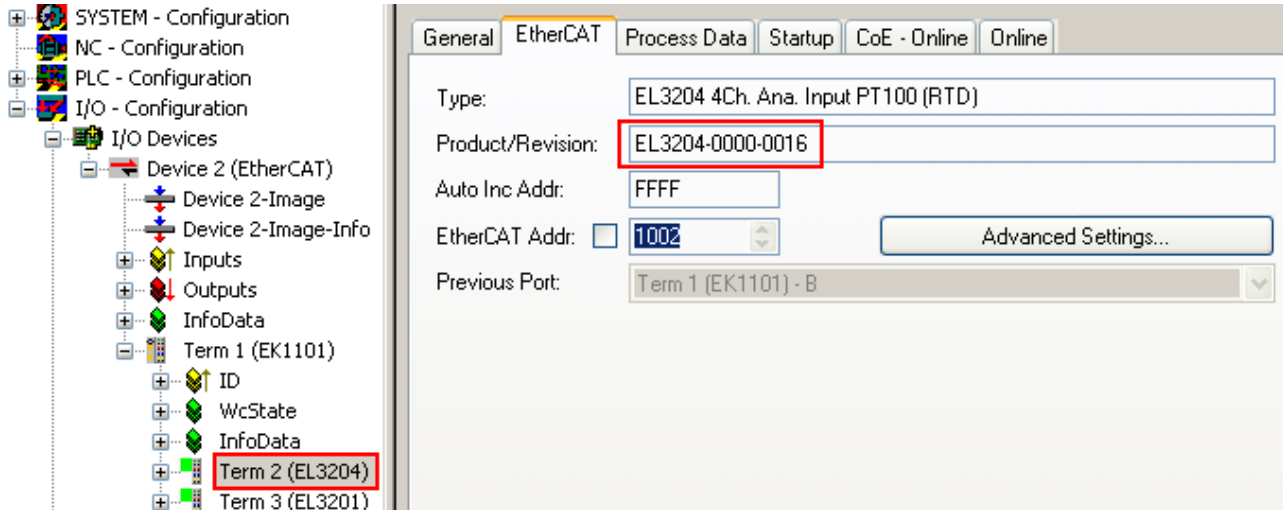 SYSTEM - Configuration
NC - Configuration
PLC - Configuration
I/O - Configuration
I/O Devices
Device 2 (EtherCAT)
Device 2-Image
Device 2-Image-Info
Inputs
Outputs
InfoData
Term 1 (EK1101)
ID
WcState
InfoData
Term 2 (EL3204)
Term 3 (EL3201)
General EtherCAT Process Data Startup CoE - Online Online
Type: EL3204 4Ch. Ana. Input PT100 (RTD)
Product/Revision: EL3204-0000-0016
Auto Inc Addr: FFFF
EtherCAT Addr: 1002 Advanced Settings...
Previous Port: Term 1 (EK1101) - B